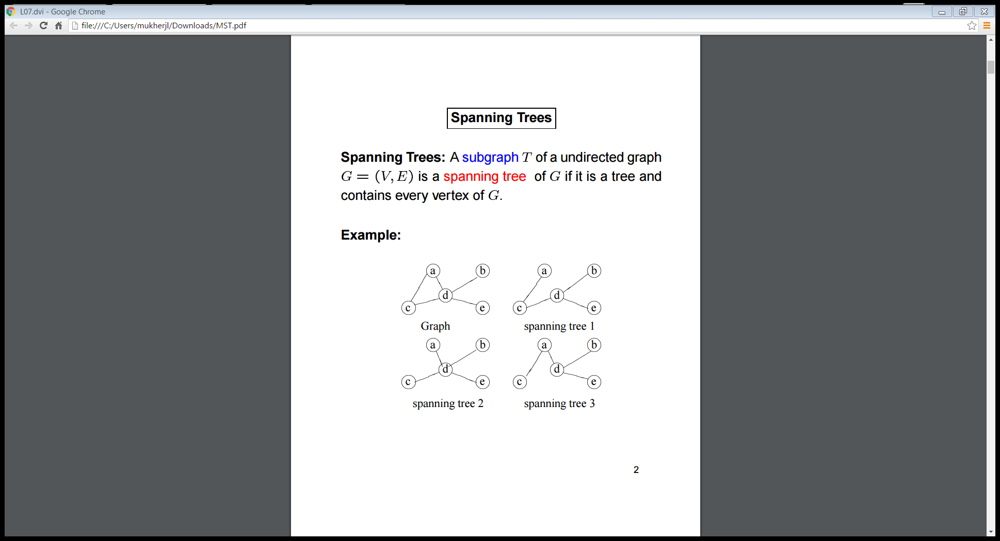 L07.dvi - Google Chrome
file:///C:/Users/mukherjl/Downloads/MST.pdf
Spanning Trees
Spanning Trees: A subgraph T of a undirected graph
G = (V, E) is a spanning tree of G if it is a tree and
contains every vertex of G.
Example:
a b a b
d d
c e c e
Graph spanning tree 1
a b a b
d d
c e c e
spanning tree 2 spanning tree 3
2